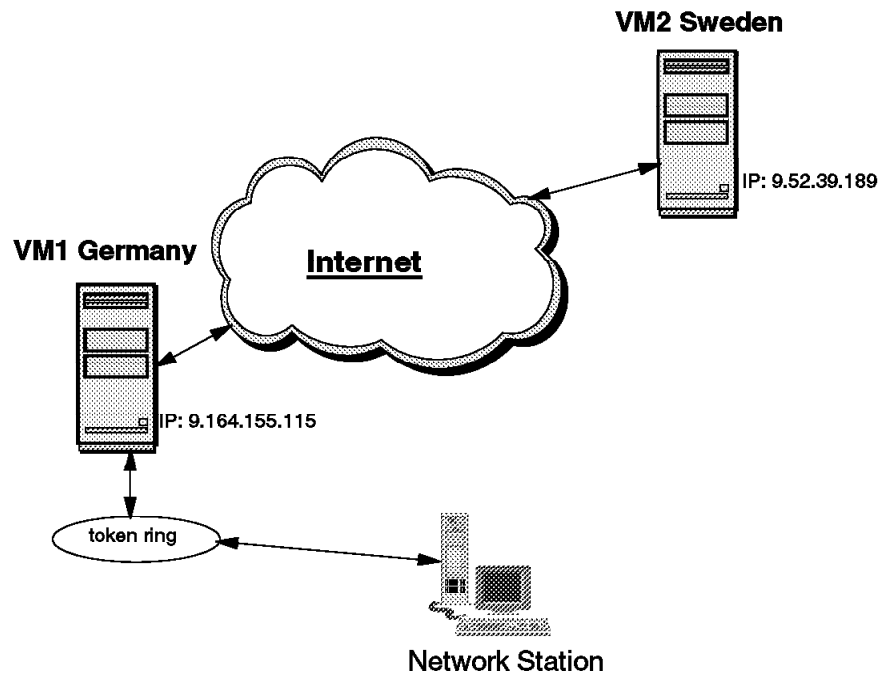 VM2 Sweden
IP: 9.52.39.189
VM1 Germany
Internet
IP: 9.164.155.115
token ring
Network Station